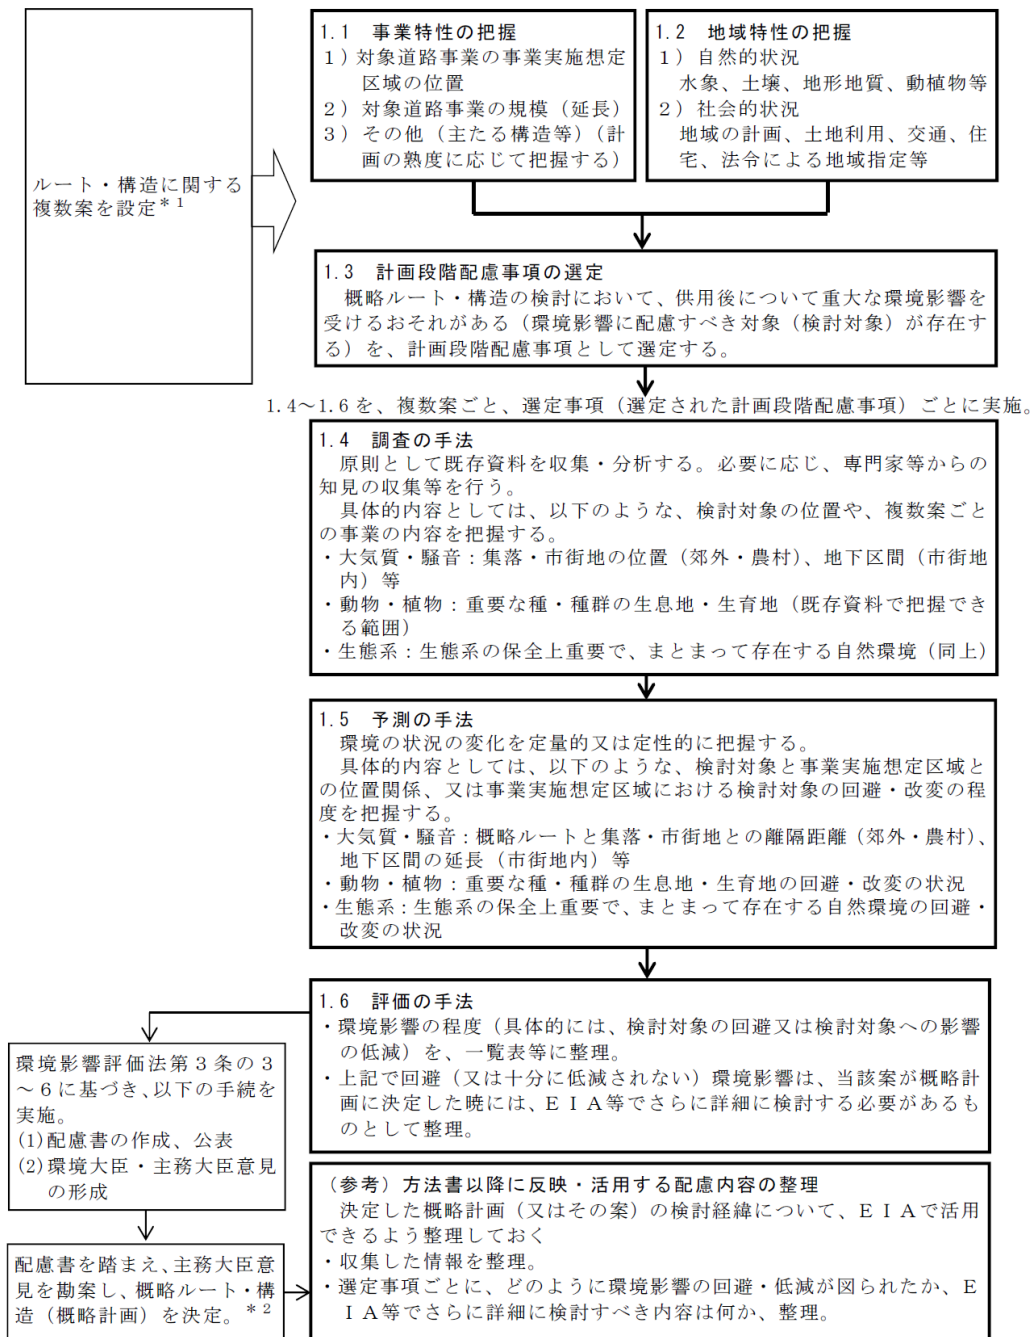 ルート・構造に関する
複数案を設定＊１
1.1 事業特性の把握
１）対象道路事業の事業実施想定
区域の位置
２）対象道路事業の規模（延長）
３）その他（主たる構造等）（計
画の熟度に応じて把握する）
1.2 地域特性の把握
１）自然的状況
水象、土壌、地形地質、動植物等
２）社会的状況
地域の計画、土地利用、交通、住
宅、法令による地域指定等
1.3 計画段階配慮事項の選定
概略ルート・構造の検討において、供用後について重大な環境影響を
受けるおそれがある（環境影響に配慮すべき対象（検討対象）が存在す
る）を、計画段階配慮事項として選定する。
1.4～1.6を、複数案ごと、選定事項（選定された計画段階配慮事項）ごとに実施。
1.4 調査の手法
原則として既存資料を収集・分析する。必要に応じ、専門家等からの
知見の収集等を行う。
具体的内容としては、以下のような、検討対象の位置や、複数案ごと
の事業の内容を把握する。
・大気質・騒音：集落・市街地の位置（郊外・農村）、地下区間（市街地
内）等
・動物・植物：重要な種・種群の生息地・生育地（既存資料で把握でき
る範囲）
・生態系：生態系の保全上重要で、まとまって存在する自然環境（同上）
1.5 予測の手法
環境の状況の変化を定量的又は定性的に把握する。
具体的内容としては、以下のような、検討対象と事業実施想定区域と
の位置関係、又は事業実施想定区域における検討対象の回避・改変の程
度を把握する。
・大気質・騒音：概略ルートと集落・市街地との離隔距離（郊外・農村）、
地下区間の延長（市街地内）等
・動物・植物：重要な種・種群の生息地・生育地の回避・改変の状況
・生態系：生態系の保全上重要で、まとまって存在する自然環境の回避・
改変の状況
1.6 評価の手法
・環境影響の程度（具体的には、検討対象の回避又は検討対象への影響
の低減）を、一覧表等に整理。
・上記で回避（又は十分に低減されない）環境影響は、当該案が概略計
画に決定した暁には、ＥＩＡ等でさらに詳細に検討する必要があるも
のとして整理。
環境影響評価法第３条の３
～６に基づき、以下の手続を
実施。
(1)配慮書の作成、公表
(2)環境大臣・主務大臣意見
の形成
配慮書を踏まえ、主務大臣意
見を勘案し、概略ルート・構
造（概略計画）を決定。＊２
（参考）方法書以降に反映・活用する配慮内容の整理
決定した概略計画（又はその案）の検討経緯について、ＥＩＡで活用
できるよう整理しておく
・収集した情報を整理。
・選定事項ごとに、どのように環境影響の回避・低減が図られたか、Ｅ
ＩＡ等でさらに詳細に検討すべき内容は何か、整理。